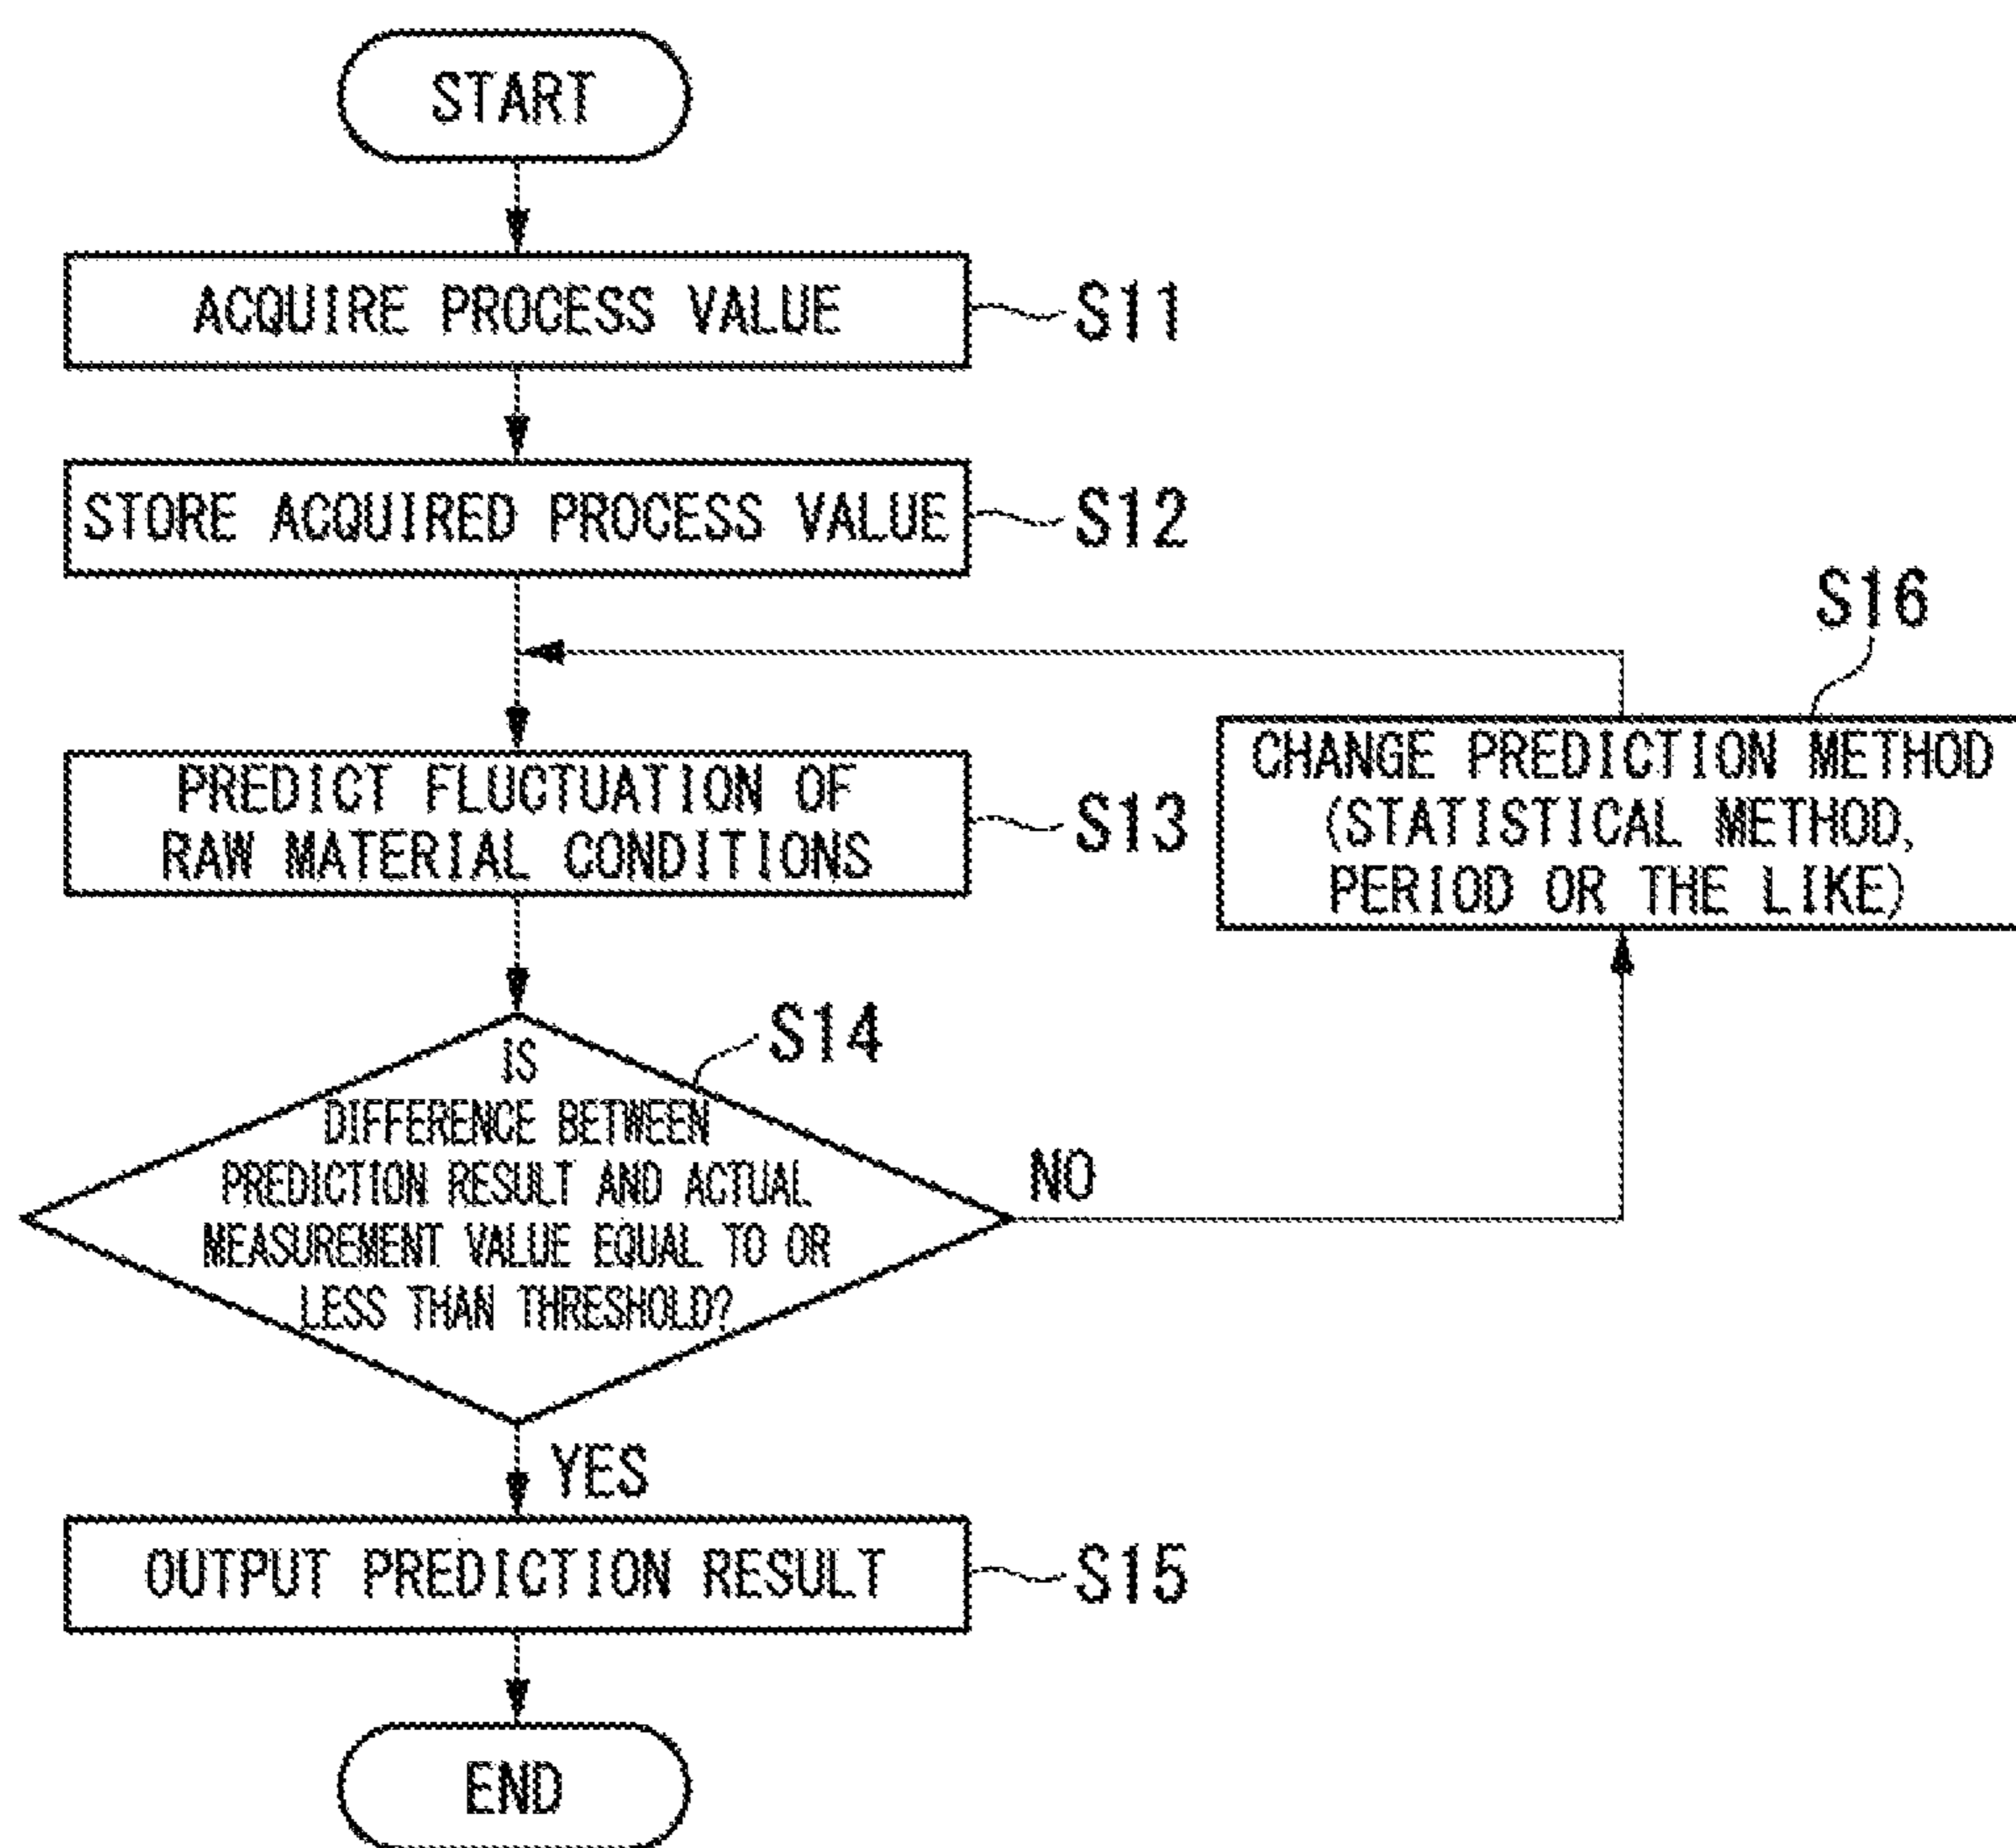 START
ACQUIRE PROCESS VALUE
S11
STORE ACQUIRED PROCESS VALUE
S12
PREDICT FLUCTUATION OF
RAW MATERIAL CONDITIONS
S13
S16
CHANGE PREDICTION METHOD
(STATISTICAL METHOD,
PERIOD OR THE LIKE)
S14
IS
DIFFERENCE BETWEEN
PREDICTION RESULT AND ACTUAL
MEASUREMENT VALUE EQUAL TO OR
LESS THAN THRESHOLD?
NO
YES
OUTPUT PREDICTION RESULT
S15
END